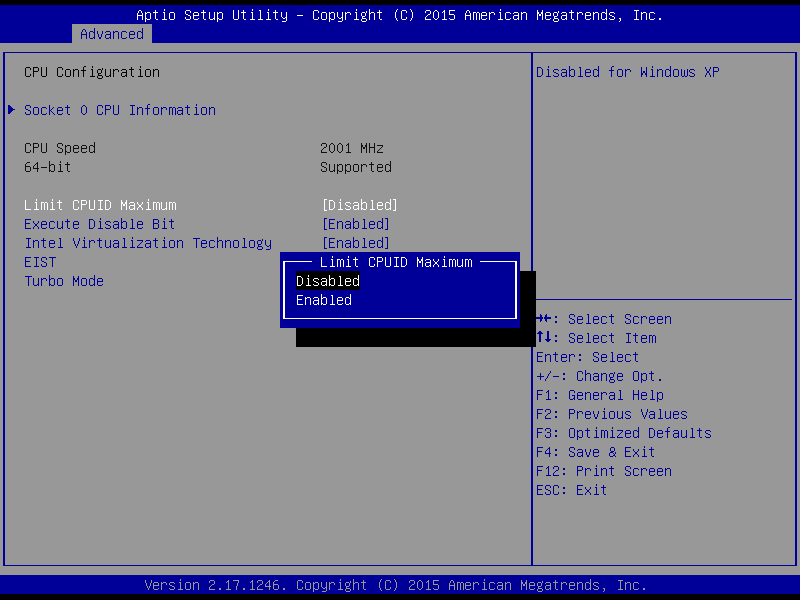 Aptio Setup Utility – Copyright (C) 2015 American Megatrends, Inc.
Advanced
CPU Configuration
Socket 0 CPU Information
CPU Speed 2001 MHz
64-bit Supported
Limit CPUID Maximum [Disabled]
Execute Disable Bit [Enabled]
Intel Virtualization Technology [Enabled]
EIST
Turbo Mode
Limit CPUID Maximum
Disabled
Enabled
Disabled for Windows XP
→←: Select Screen
↑↓: Select Item
Enter: Select
+/-: Change Opt.
F1: General Help
F2: Previous Values
F3: Optimized Defaults
F4: Save & Exit
F12: Print Screen
ESC: Exit
Version 2.17.1246. Copyright (C) 2015 American Megatrends, Inc.